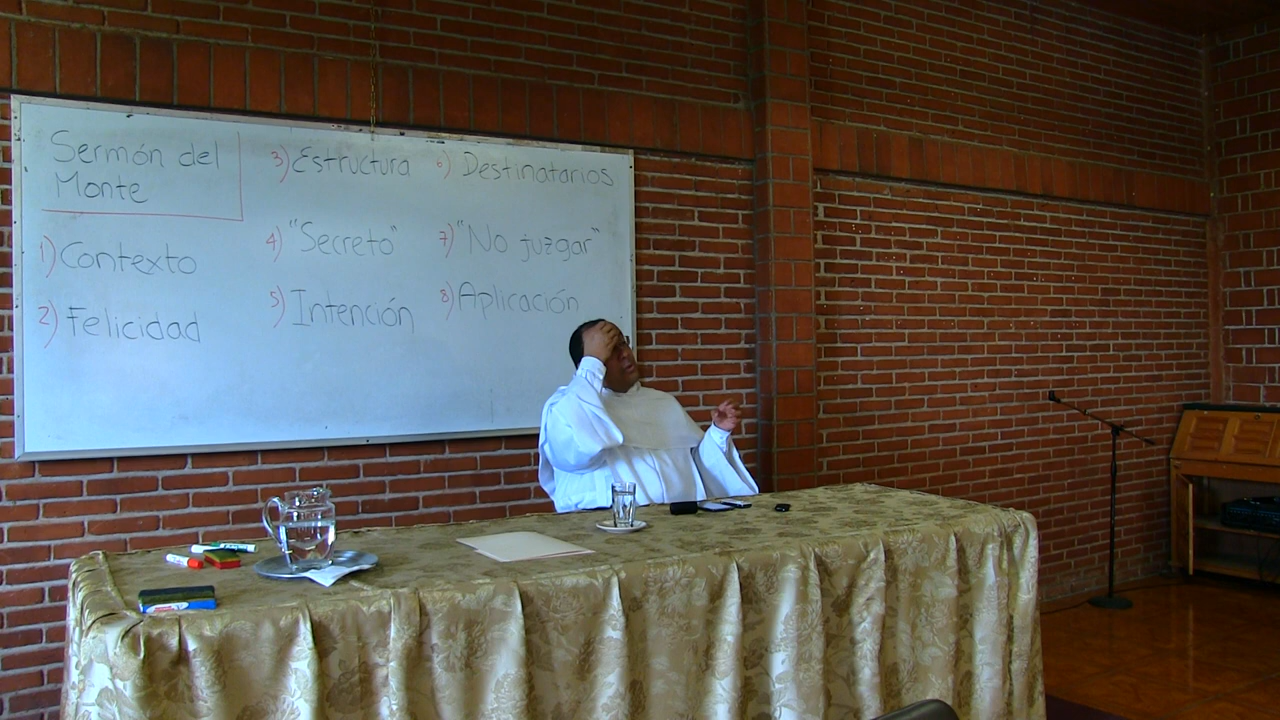 Sermón del
Monte
1) Contexto
2) Felicidad
3) Estructura
4) "Secreto"
5) Intención
6) Destinatarios
7) "No juzgar"
8) Aplicación